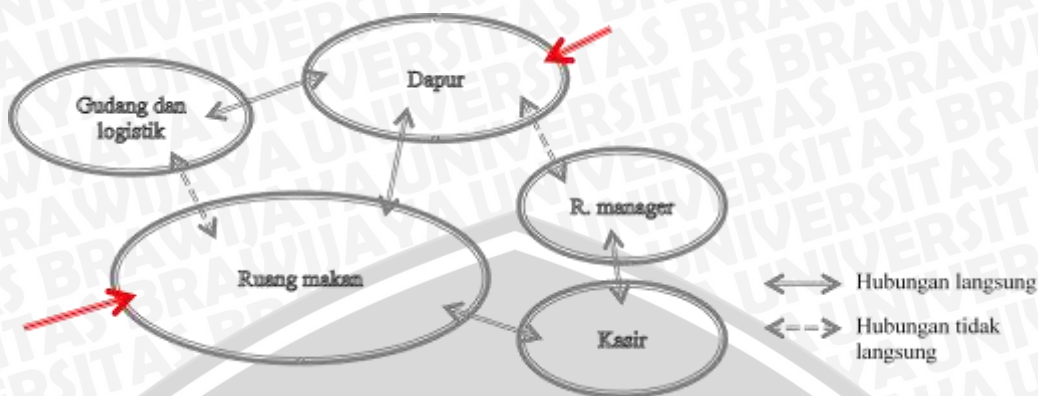 Dapur
Gudang dan
logistik
R. manager
Ruang makan
Kasir
Hubungan langsung
Hubungan tidak
langsung